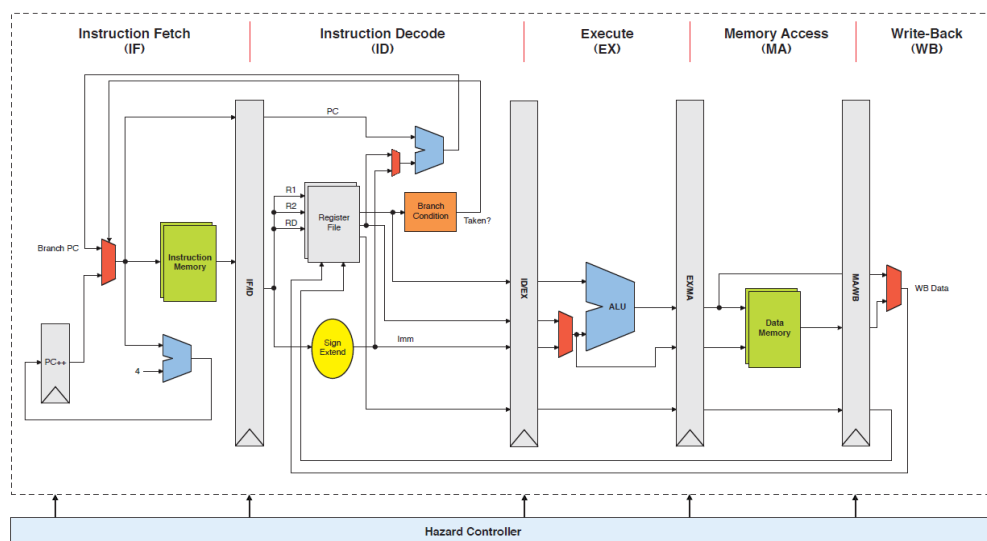 Instruction Fetch
(IF)
Instruction Decode
(ID)
Execute
(EX)
Memory Access
(MA)
Write-Back
(WB)
PC
R1
R2
RD
Register
File
Branch
Condition
Taken?
Branch PC
Instruction
Memory
IF/ID
ID/EX
EX/MA
MA/WB
ALU
WB Data
Data
Memory
Sign
Extend
Imm
PC++
4
Hazard Controller